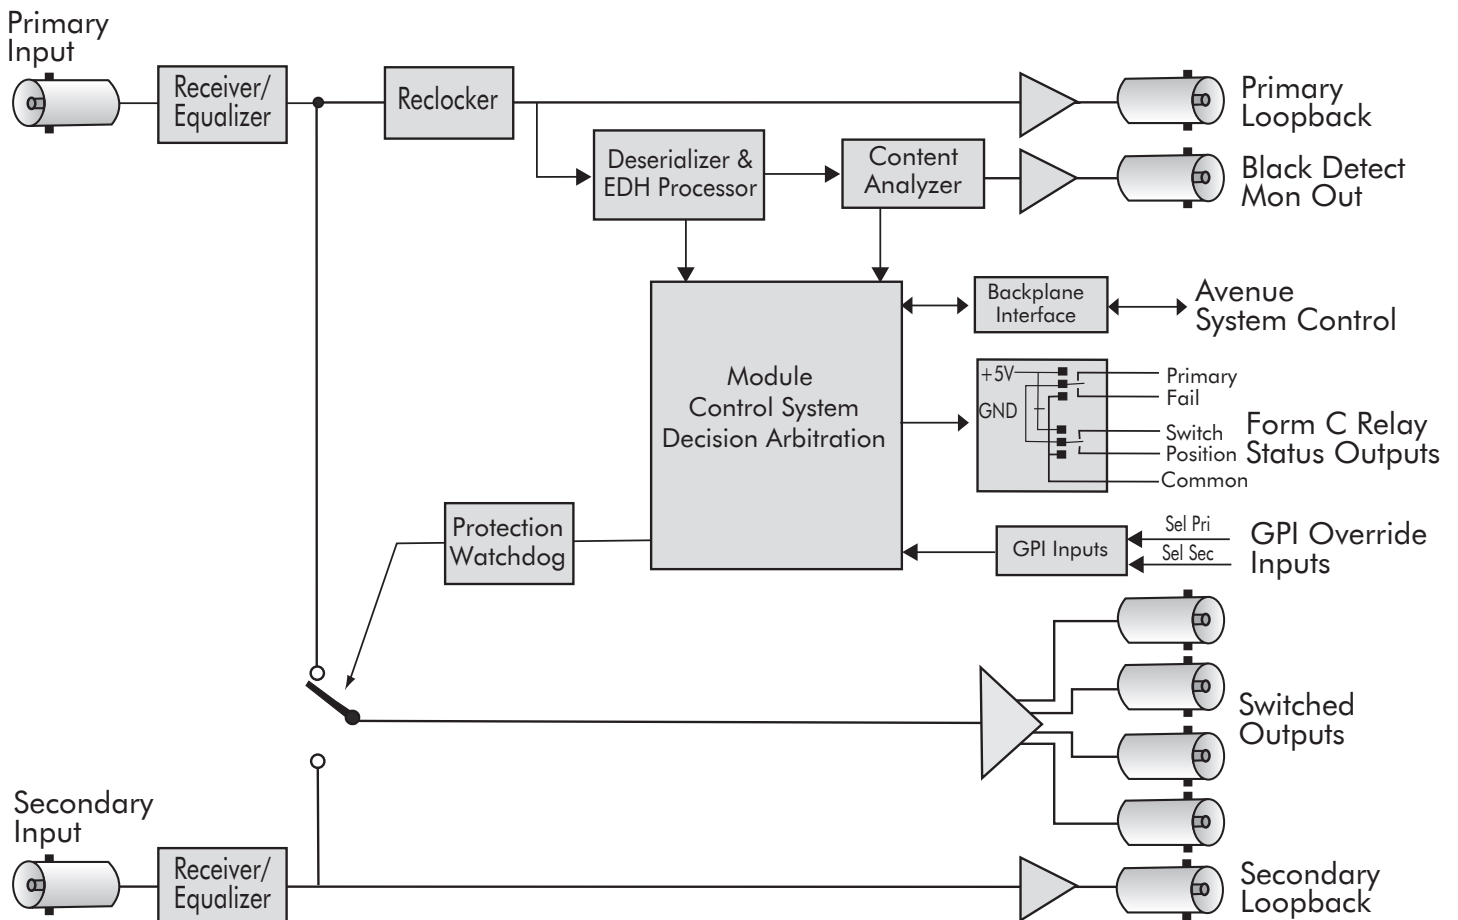 Primary
Input
Receiver/
Equalizer
Reclocker
Primary
Loopback
Deserializer &
EDH Processor
Content
Analyzer
Black Detect
Mon Out
Module
Control System
Decision Arbitration
Backplane
Interface
Avenue
System Control
+5V
GND
Primary
Fail
Switch
Position
Common
Form C Relay
Status Outputs
Protection
Watchdog
GPI Inputs
Sel Pri
Sel Sec
GPI Override
Inputs
Switched
Outputs
Secondary
Input
Receiver/
Equalizer
Secondary
Loopback